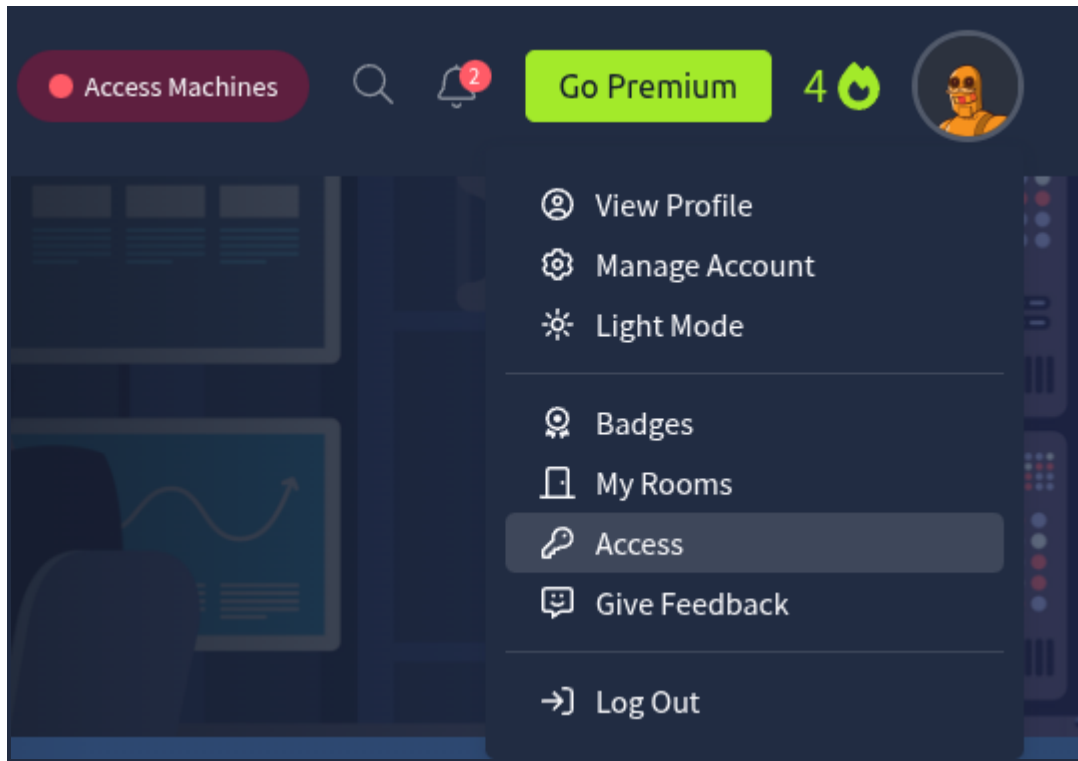 Access Machines
2
Go Premium
4
View Profile
Manage Account
Light Mode
Badges
My Rooms
Access
Give Feedback
Log Out